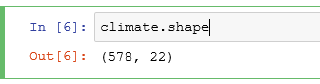 In [6]: climate.shape
Out[6]: (578, 22)